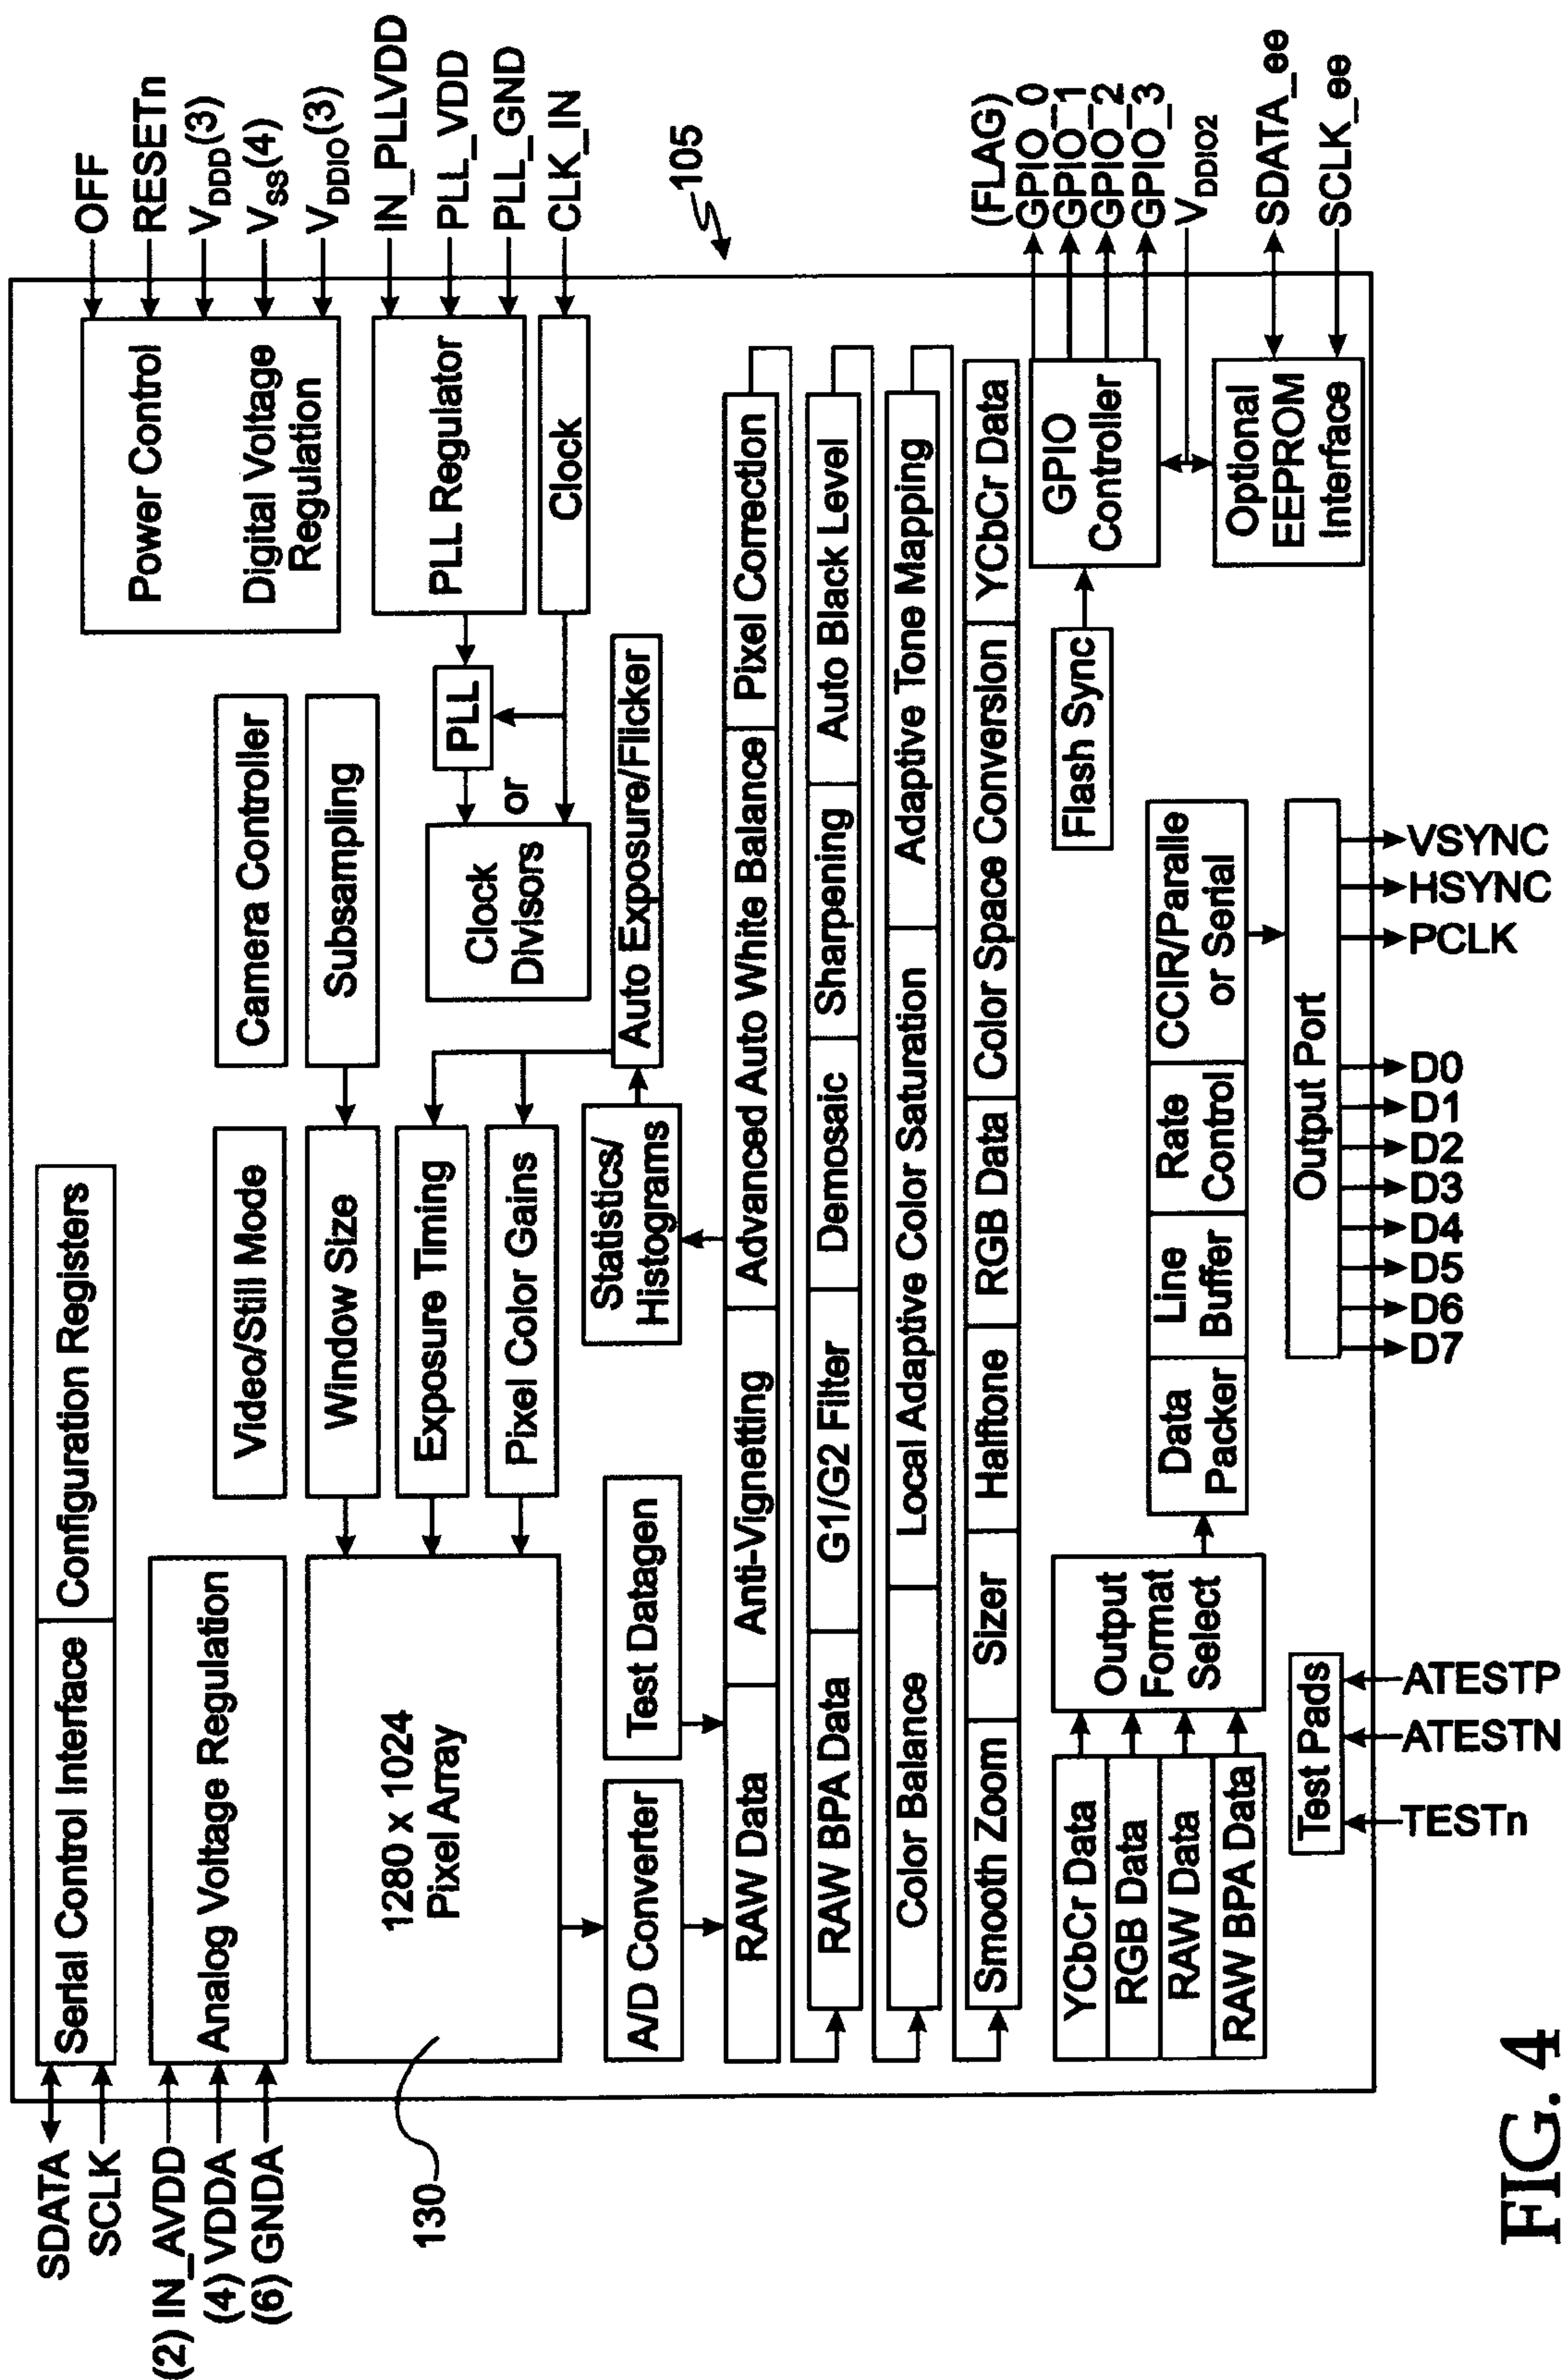 SDATA
SCLK
(2) IN_AVDD
(4) VDDA
(6) GNDA
130
Serial Control Interface
Configuration Registers
Analog Voltage Regulation
1280 x 1024
Pixel Array
Video/Still Mode
Camera Controller
Window Size
Subsampling
Exposure Timing
Pixel Color Gains
Power Control
Digital Voltage
Regulation
OFF
RESETn
VDDD(3)
VSS(4)
VDDIO(3)
PLL Regulator
IN_PLLVDD
PLL_VDD
PLL_GND
CLK_IN
Clock
PLL
or
Clock
Divisors
Auto Exposure/Flicker
Statistics/
Histograms
A/D Converter
Test Datagen
105
RAW Data
Anti-Vignetting
Advanced Auto White Balance
Pixel Correction
RAW BPA Data
G1/G2 Filter
Demosaic
Sharpening
Auto Black Level
Color Balance
Local Adaptive Color Saturation
Adaptive Tone Mapping
Smooth Zoom
Sizer
Halftone
RGB Data
Color Space Conversion
YCbCr Data
YCbCr Data
RGB Data
RAW Data
RAW BPA Data
Output
Format
Select
Data
Packer
Line
Buffer
Rate
Control
CCIR/Paralle
or Serial
Flash Sync
GPIO
Controller
(FLAG)
GPIO_0
GPIO_1
GPIO_2
GPIO_3
VDDIO2
Optional
EEPROM
Interface
SDATA_ee
SCLK_ee
Test Pads
Output Port
TESTn
ATESTN
ATESTP
D7
D6
D5
D4
D3
D2
D1
D0
PCLK
HSYNC
VSYNC
FIG. 4